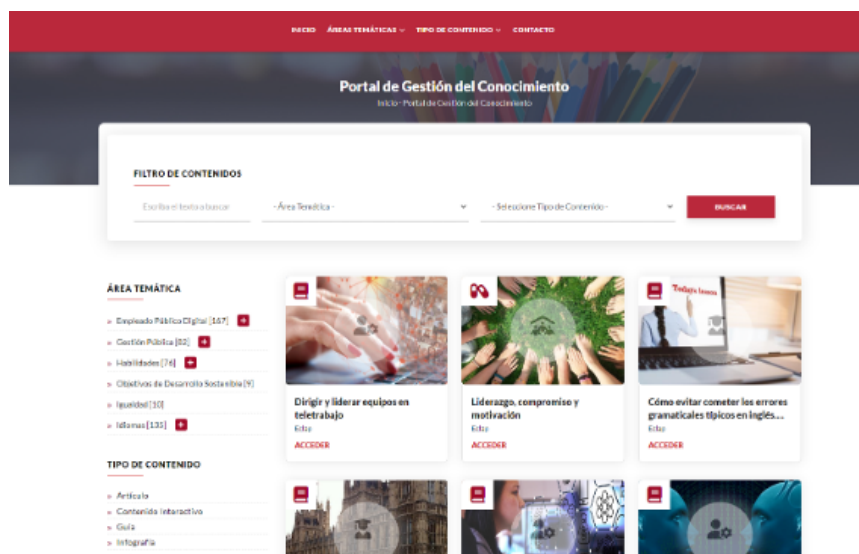 INICIO ÁREAS TEMÁTICAS TIPO DE CONTENIDO CONTACTO
Portal de Gestión del Conocimiento
Inicio - Portal de Gestión del Conocimiento
FILTRO DE CONTENIDOS
Escriba el texto a buscar - Área Temática - - Seleccione Tipo de Contenido - BUSCAR
ÁREA TEMÁTICA
» Empleado Público Digital [167] +
» Gestión Pública [82] +
» Habilidades [76] +
» Objetivos de Desarrollo Sostenible [9]
» Igualdad [10]
» Idiomas [135] +
TIPO DE CONTENIDO
» Artículo
» Contenido Interactivo
» Guía
» Infografía
Dirigir y liderar equipos en
teletrabajo
Eclap
ACCEDER
Liderazgo, compromiso y
motivación
Eclap
ACCEDER
Cómo evitar cometer los errores
gramaticales típicos en inglés....
Eclap
ACCEDER